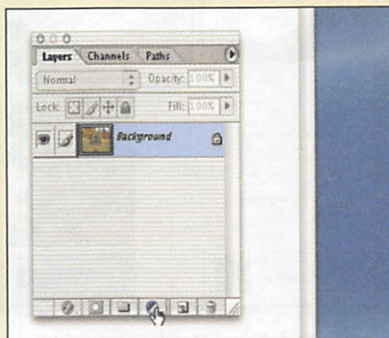 Layers Channels Paths
Normal Opacity: 100%
Lock: Fill: 100%
Background